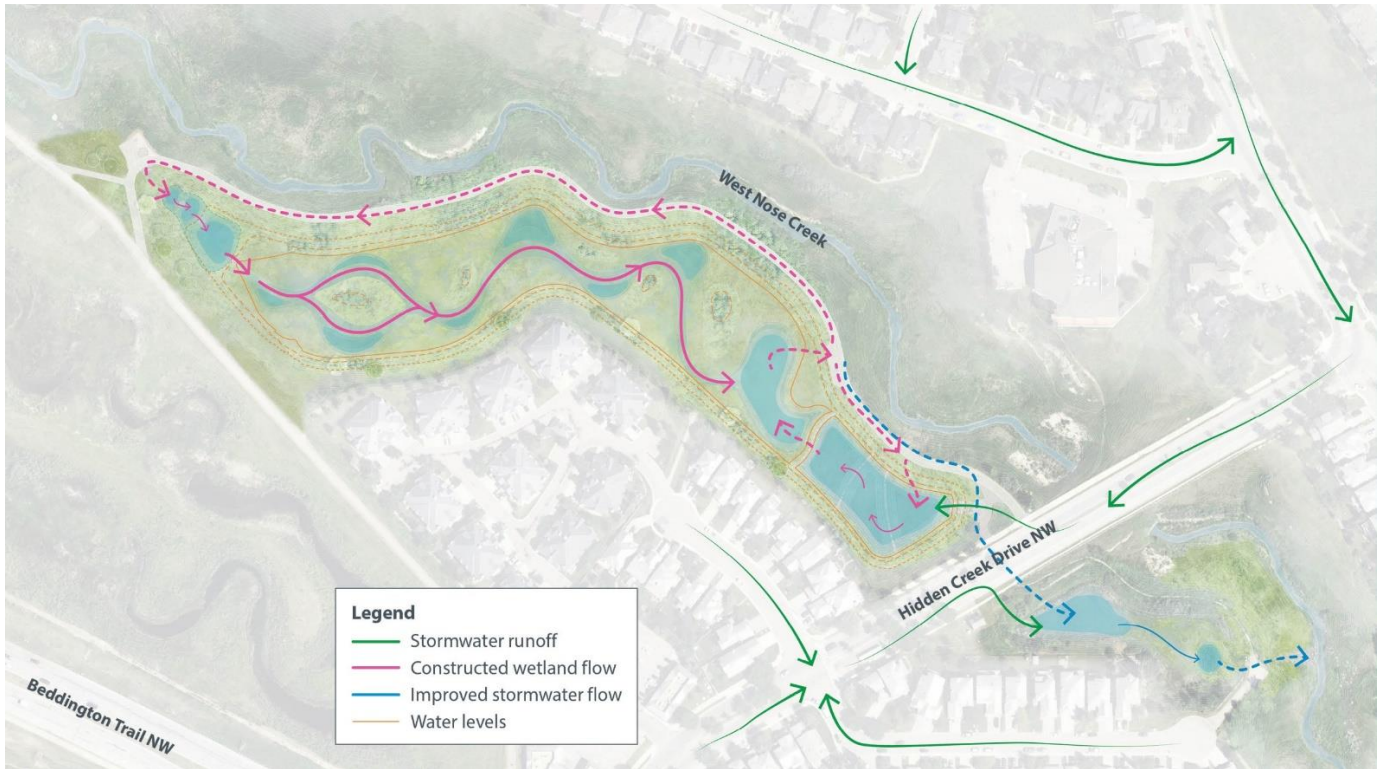 West Nose Creek
Hidden Creek Drive NW
Legend
Stormwater runoff
Constructed wetland flow
Improved stormwater flow
Water levels
Beddington Trail NW